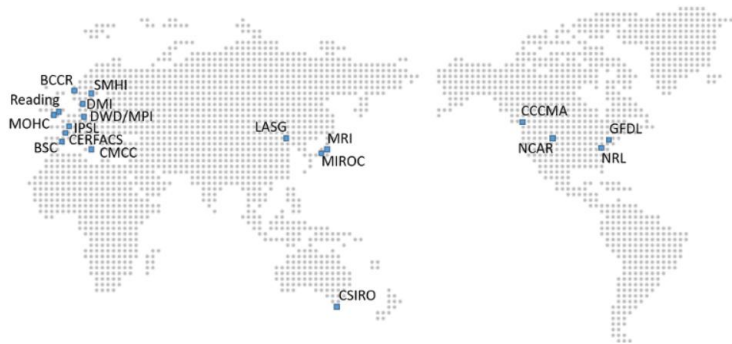 BCCR
SMHI
Reading
DMI
MOHC
DWD/MPI
IPSL
CERFACS
BSC
CMCC
LASG
MRI
MIROC
CSIRO
CCCMA
NCAR
GFDL
NRL